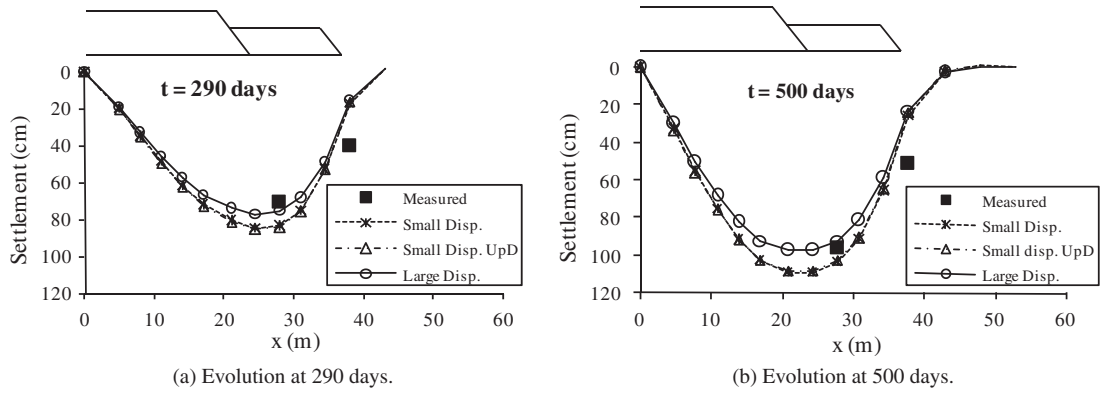 t = 290 days
Settlement (cm)
0
20
40
60
80
100
120
Measured
Small Disp.
Small Disp. UpD
Large Disp.
0 10 20 30 40 50 60
x (m)
(a) Evolution at 290 days.
t = 500 days
Settlement (cm)
0
20
40
60
80
100
120
Measured
Small Disp.
Small disp. UpD
Large Disp.
0 10 20 30 40 50 60
x (m)
(b) Evolution at 500 days.